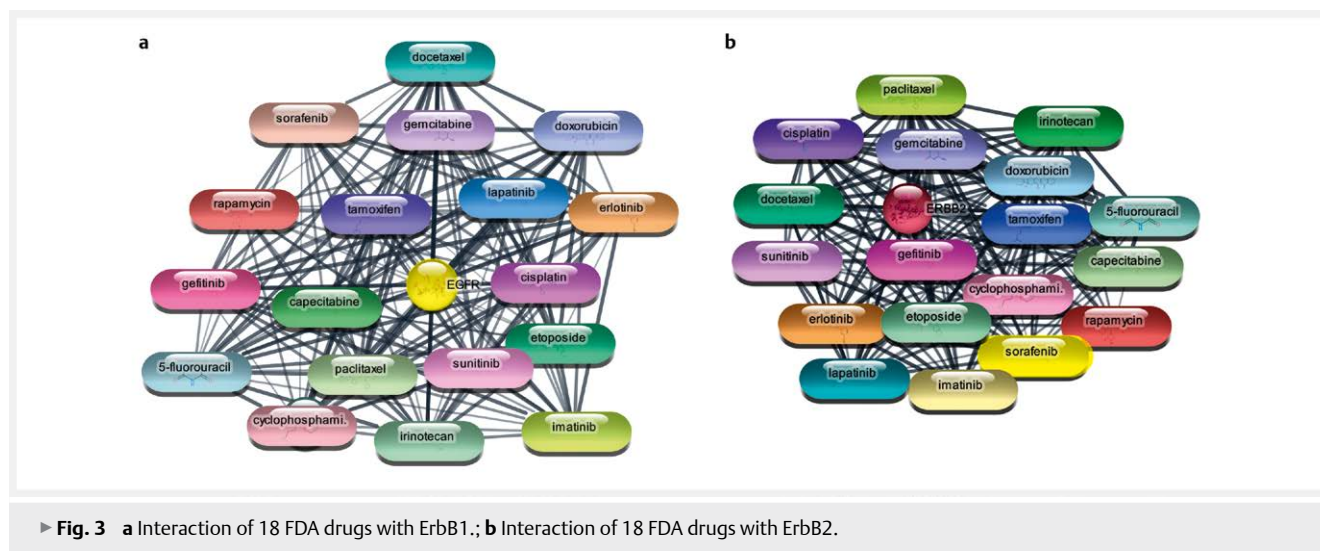 a
docetaxel
sorafenib
gemcitabine
doxorubicin
rapamycin
tamoxifen
lapatinib
erlotinib
gefitinib
capecitabine
EGFR
cisplatin
etoposide
5-fluorouracil
paclitaxel
sunitinib
cyclophosphami.
irinotecan
imatinib
b
paclitaxel
cisplatin
gemcitabine
irinotecan
doxorubicin
docetaxel
ERBB2
tamoxifen
5-fluorouracil
sunitinib
gefitinib
capecitabine
cyclophosphami.
erlotinib
etoposide
rapamycin
sorafenib
lapatinib
imatinib
▶ Fig. 3 a Interaction of 18 FDA drugs with ErbB1.; b Interaction of 18 FDA drugs with ErbB2.